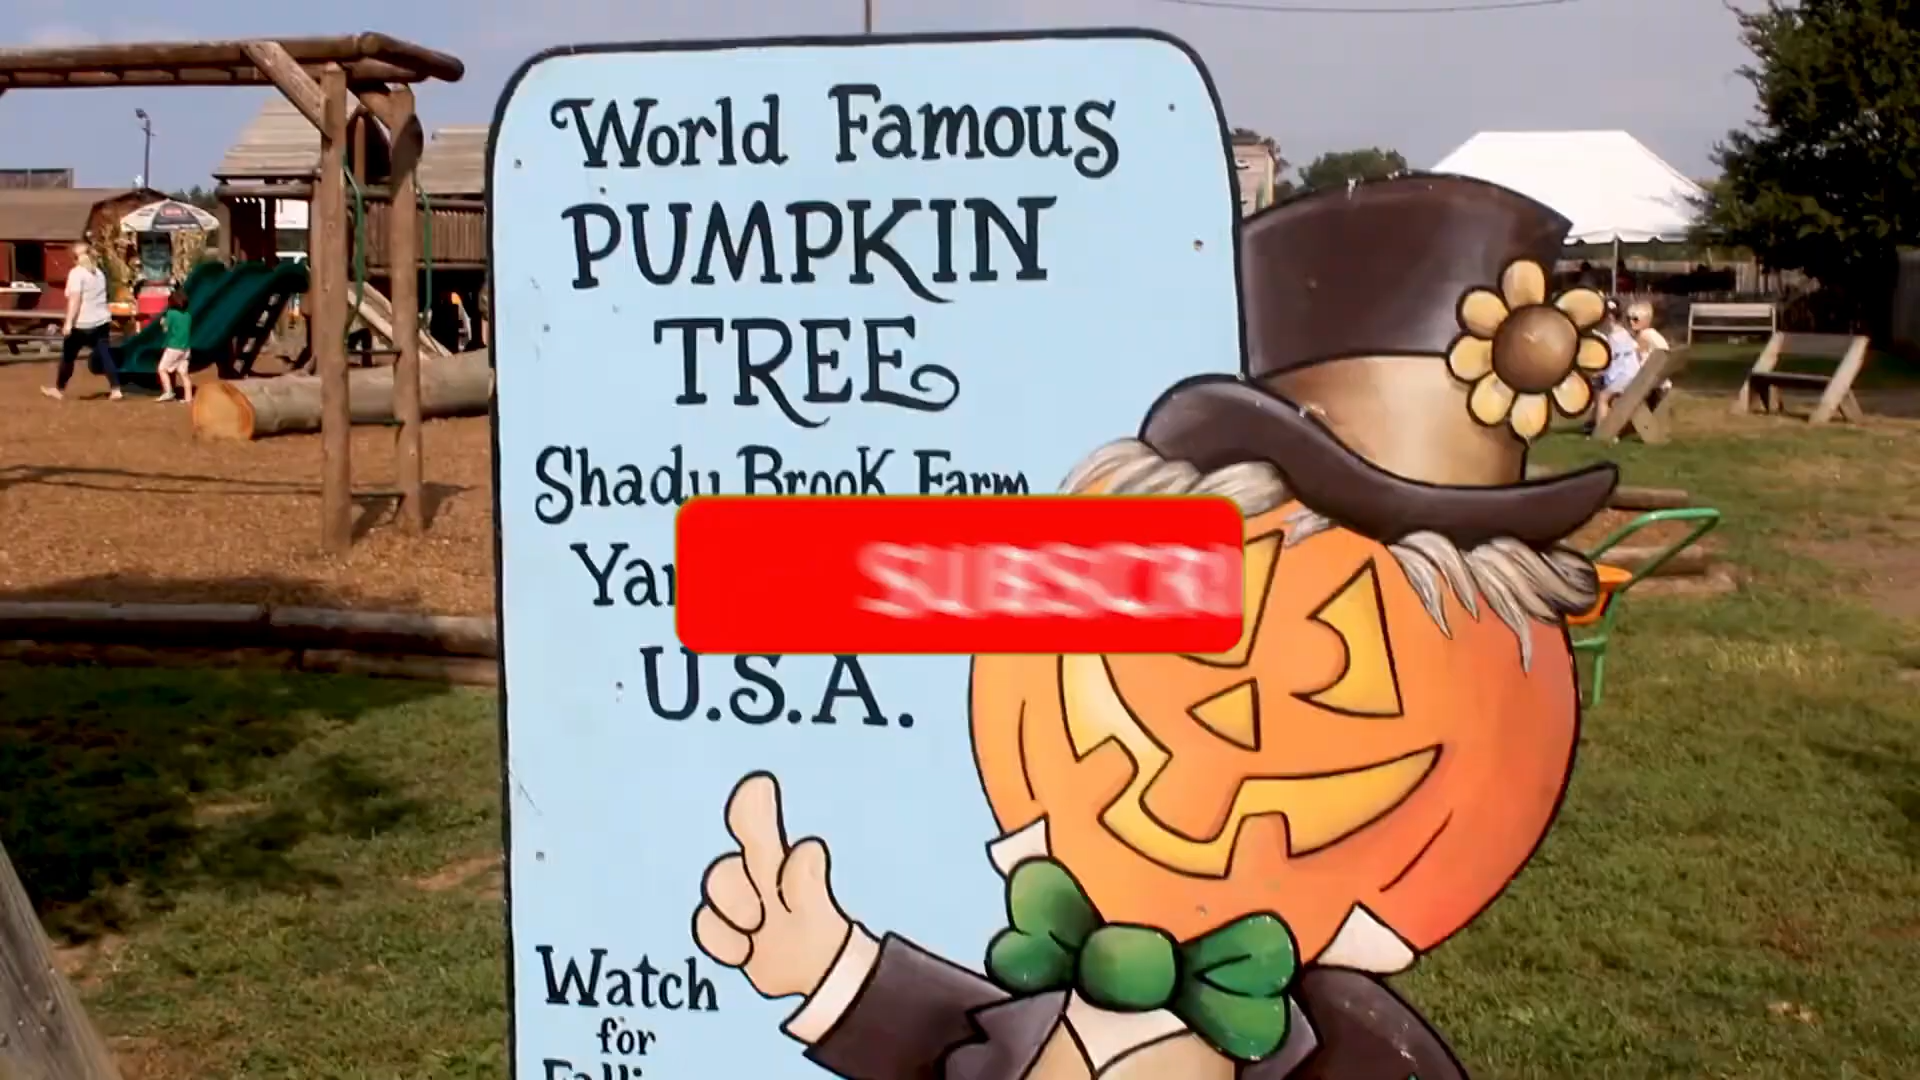 World Famous
PUMPKIN
TREE
Shady Brook Farm
U.S.A.
Watch
for